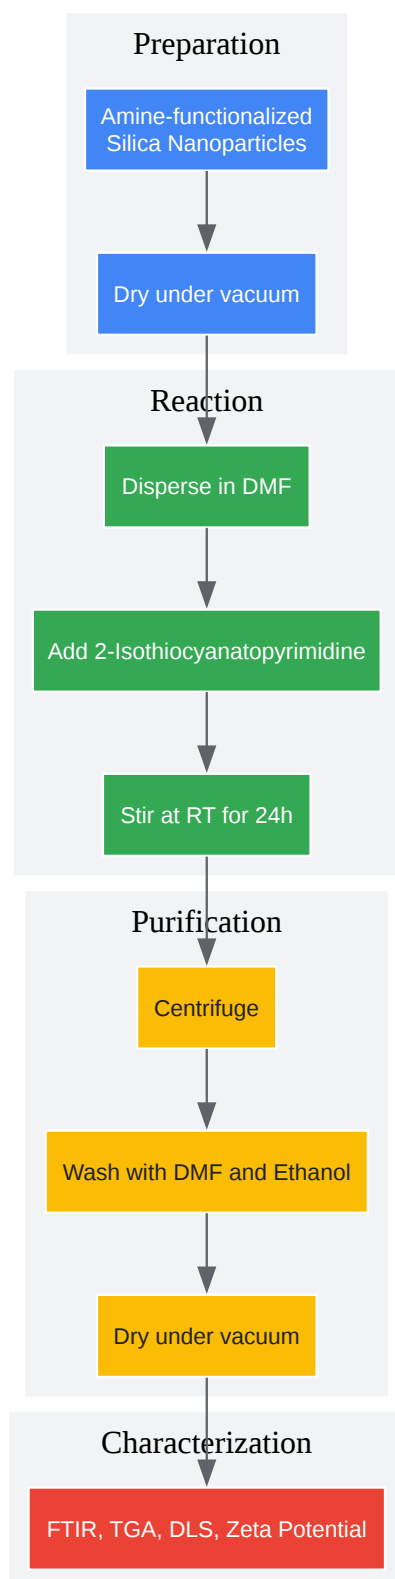 Preparation
Amine-functionalized
Silica Nanoparticles
Dry under vacuum
Reaction
Disperse in DMF
Add 2-Isothiocyanatopyrimidine
Stir at RT for 24h
Purification
Centrifuge
Wash with DMF and Ethanol
Dry under vacuum
Characterization
FTIR, TGA, DLS, Zeta Potential